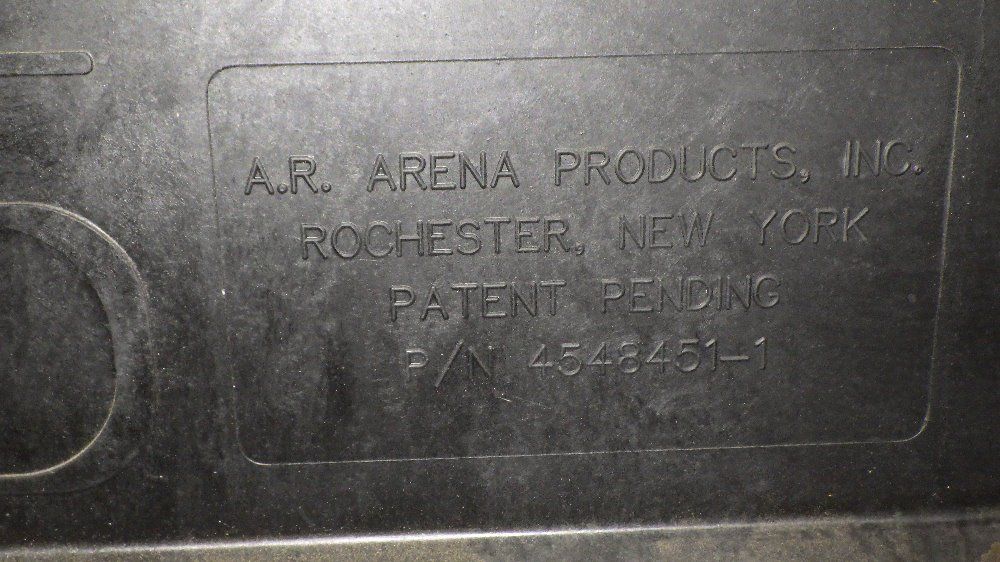 A.R. ARENA PRODUCTS, INC.
ROCHESTER, NEW YORK
PATENT PENDING
P/N 4548451-1